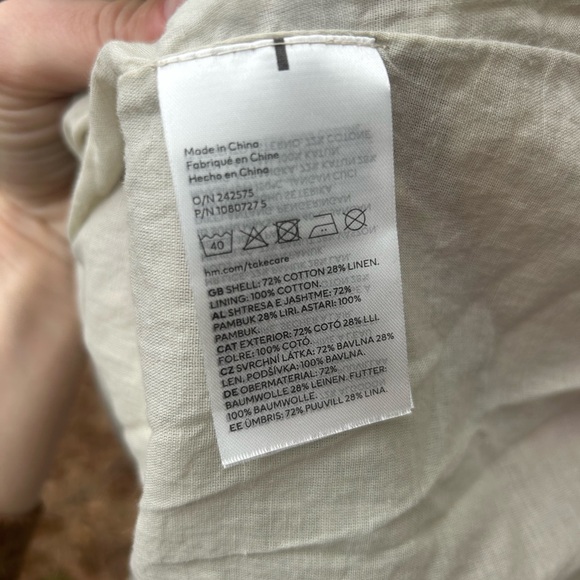 Made in China
Fabriqué en Chine
Hecho en China
O/N 242575
P/N 1080727 5
40
hm.com/takecare
GB SHELL: 72% COTTON 28% LINEN.
LINING: 100% COTTON.
AL SHTRESA E JASHTME: 72%
PAMBUK 28% LIRI. ASTARI: 100%
PAMBUK.
CAT EXTERIOR: 72% COTÓ 28% LLI.
FOLRE: 100% COTÓ.
CZ SVRCHNÍ LÁTKA: 72% BAVLNA 28%
LEN. PODŠÍVKA: 100% BAVLNA.
DE OBERMATERIAL: 72%
BAUMWOLLE 28% LEINEN. FUTTER:
100% BAUMWOLLE.
EE ÜMBRIS: 72% PUUVILL 28% LINA.